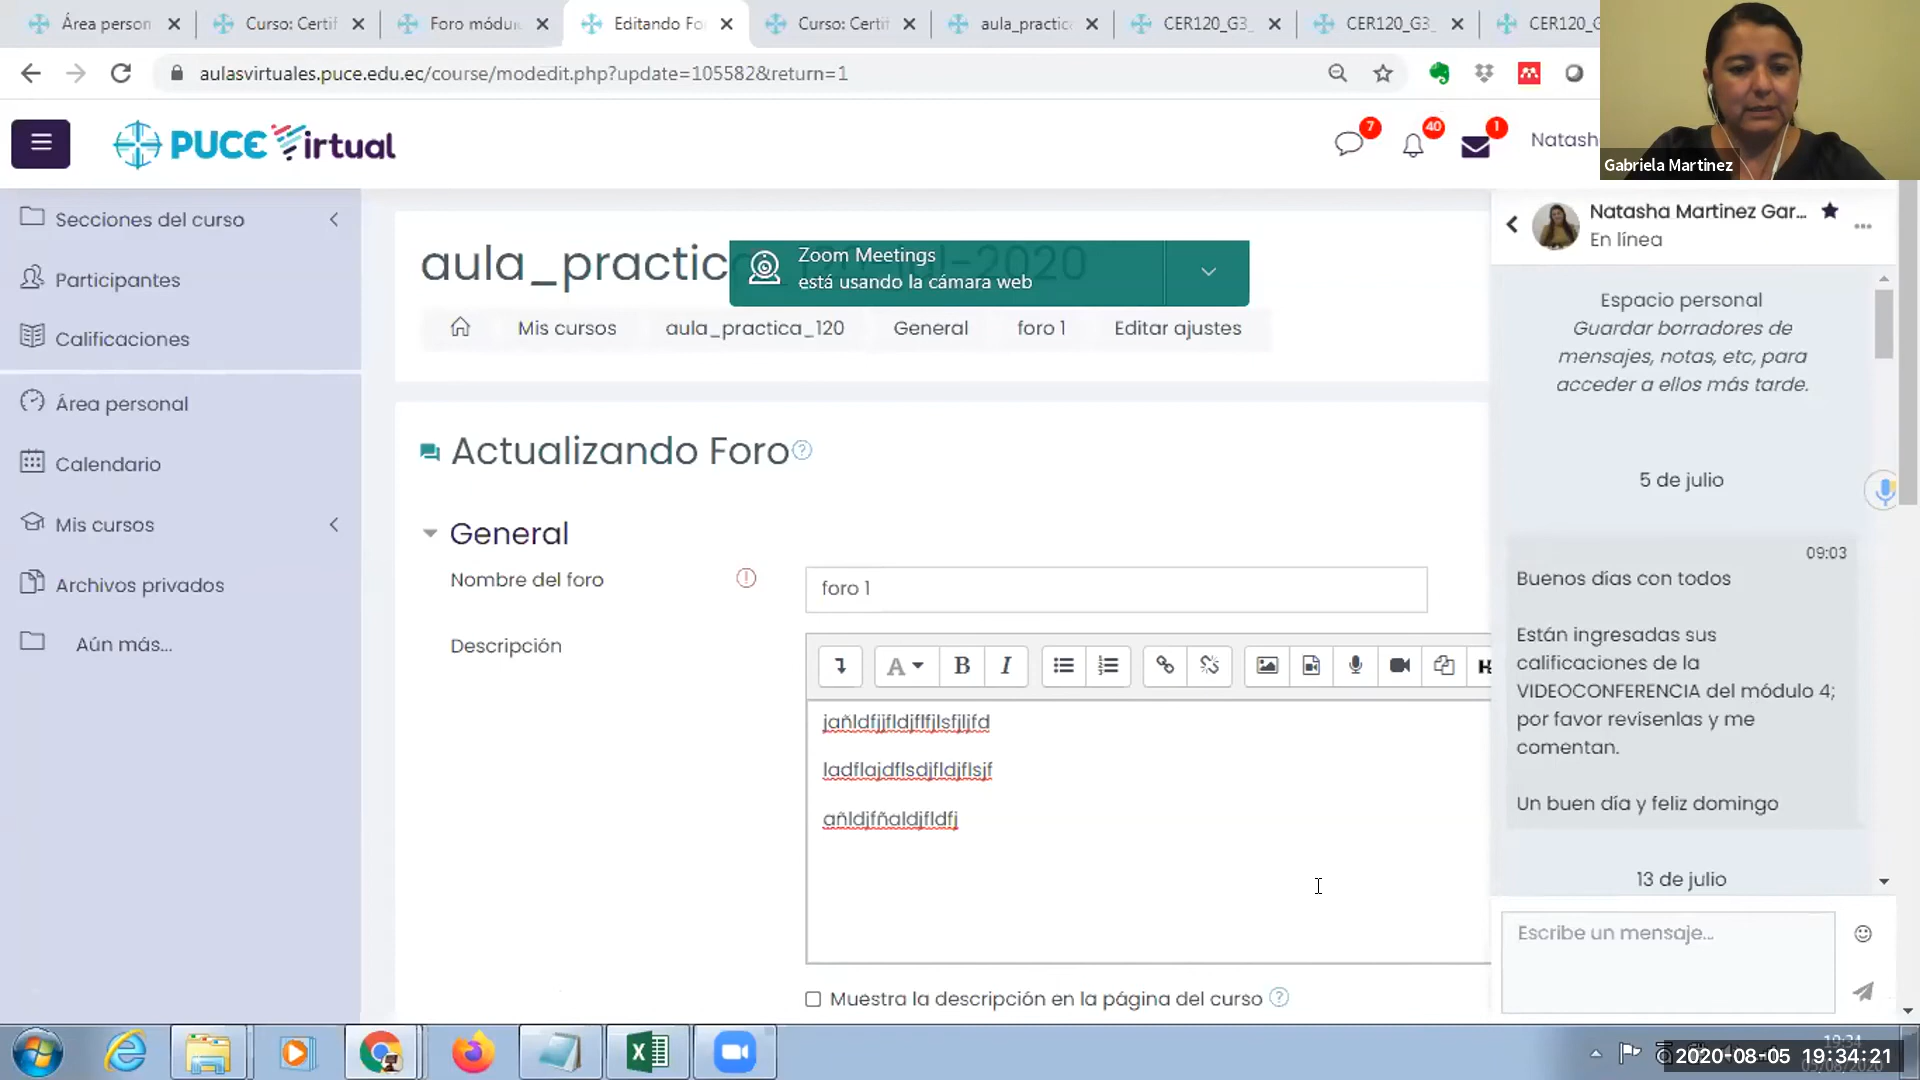 Área person
Curso: Certif
Foro módu
Editando Fo
Curso: Certif
aula_practic
CER120_G3_
CER120_G3_
CER120_G
aulasvirtuales.puce.edu.ec/course/modedit.php?update=105582&return=1
PUCE Virtual
7
40
1
Natash
Gabriela Martinez
Secciones del curso
Participantes
Calificaciones
Área personal
Calendario
Mis cursos
Archivos privados
Aún más...
aula_practic
-2020
Zoom Meetings
está usando la cámara web
Mis cursos
aula_practica_120
General
foro 1
Editar ajustes
Actualizando Foro
General
Nombre del foro
foro 1
Descripción
A
B
I
H
jañldfjjfldjflfjlsfjljfd
ladflajdflsdjfldjflsjf
añldjfñaldjfldfj
Muestra la descripción en la página del curso
Natasha Martinez Gar...
En línea
Espacio personal
Guardar borradores de
mensajes, notas, etc, para
acceder a ellos más tarde.
5 de julio
09:03
Buenos días con todos
Están ingresadas sus
calificaciones de la
VIDEOCONFERENCIA del módulo 4;
por favor revísenlas y me
comentan.
Un buen día y feliz domingo
13 de julio
Escribe un mensaje...
19:34
2020-08-05 19:34:21